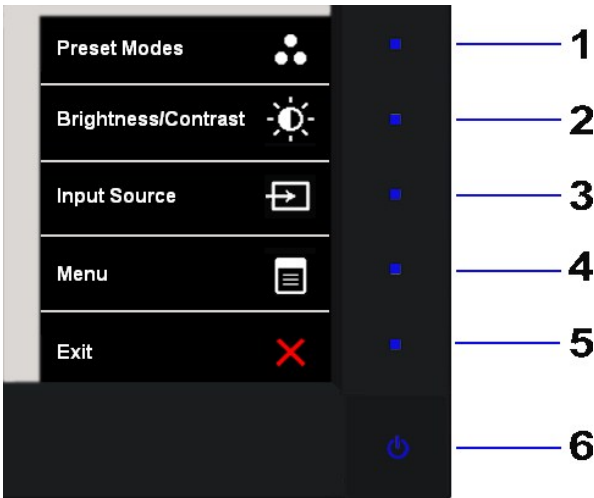 Preset Modes 1
Brightness/Contrast 2
Input Source 3
Menu 4
Exit 5
6